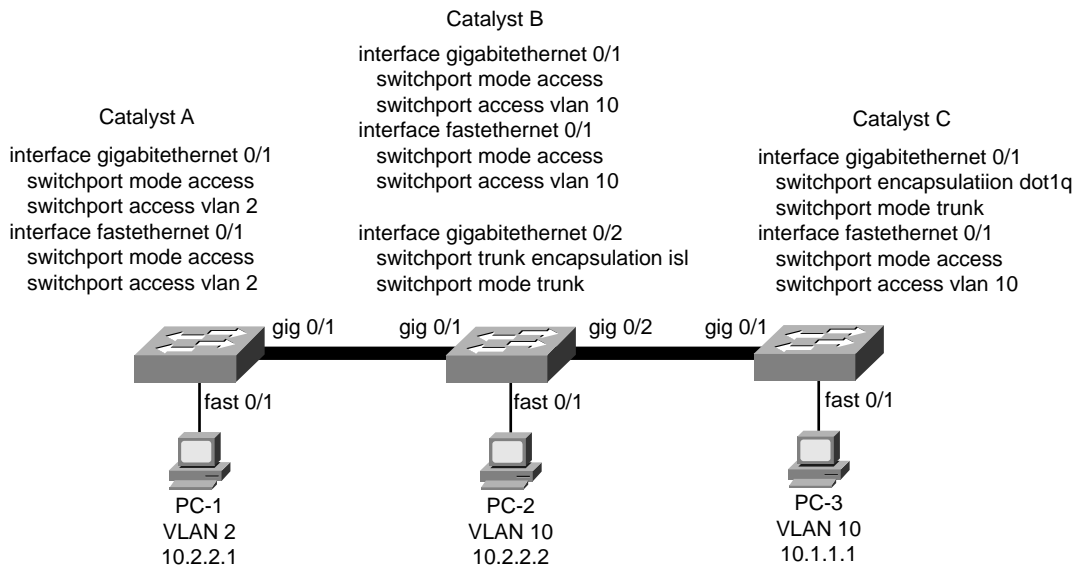 Catalyst B
interface gigabitethernet 0/1
switchport mode access
switchport access vlan 10
interface fastethernet 0/1
switchport mode access
switchport access vlan 10
interface gigabitethernet 0/2
switchport trunk encapsulation isl
switchport mode trunk
Catalyst A
interface gigabitethernet 0/1
switchport mode access
switchport access vlan 2
interface fastethernet 0/1
switchport mode access
switchport access vlan 2
Catalyst C
interface gigabitethernet 0/1
switchport encapsulatiion dot1q
switchport mode trunk
interface fastethernet 0/1
switchport mode access
switchport access vlan 10
gig 0/1
gig 0/1
gig 0/2
gig 0/1
fast 0/1
fast 0/1
fast 0/1
PC-1
VLAN 2
10.2.2.1
PC-2
VLAN 10
10.2.2.2
PC-3
VLAN 10
10.1.1.1